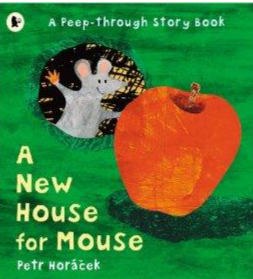 A Peep-through Story Book
A
New
House
for Mouse
Petr Horáček